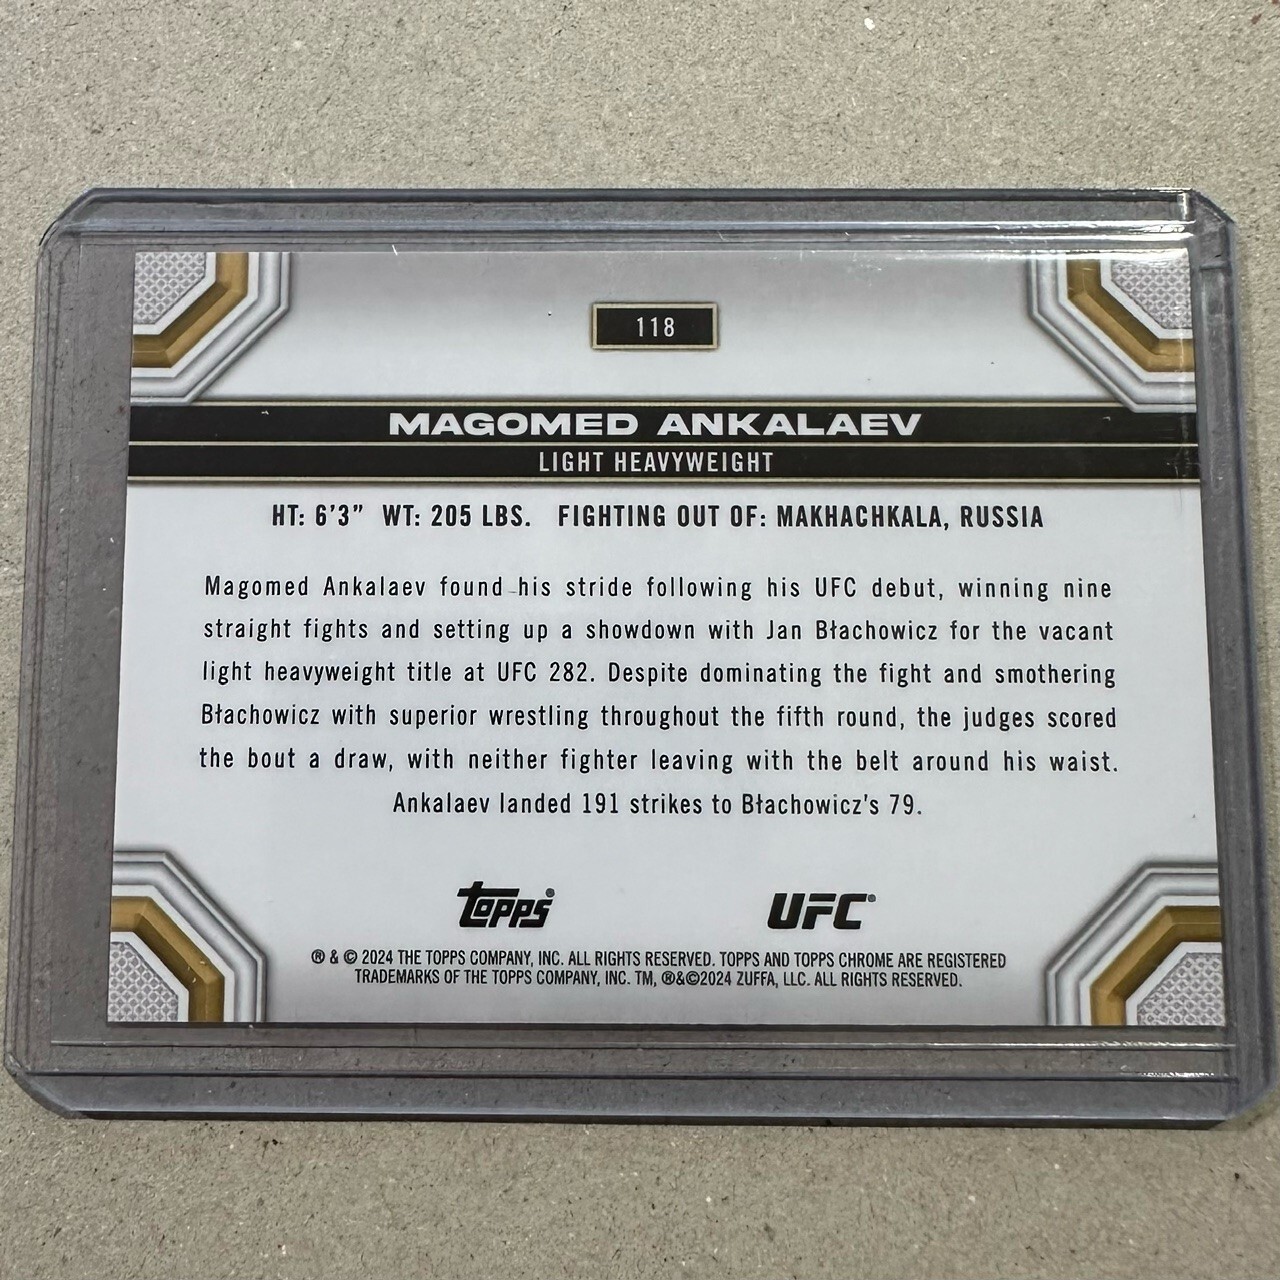 118
MAGOMED ANKALAEV
LIGHT HEAVYWEIGHT
HT: 6'3" WT: 205 LBS. FIGHTING OUT OF: MAKHACHKALA, RUSSIA
Magomed Ankalaev found his stride following his UFC debut, winning nine
straight fights and setting up a showdown with Jan Błachowicz for the vacant
light heavyweight title at UFC 282. Despite dominating the fight and smothering
Błachowicz with superior wrestling throughout the fifth round, the judges scored
the bout a draw, with neither fighter leaving with the belt around his waist.
Ankalaev landed 191 strikes to Błachowicz's 79.
Topps® UFC®
® & © 2024 THE TOPPS COMPANY, INC. ALL RIGHTS RESERVED. TOPPS AND TOPPS CHROME ARE REGISTERED
TRADEMARKS OF THE TOPPS COMPANY, INC. TM, ®&©2024 ZUFFA, LLC. ALL RIGHTS RESERVED.